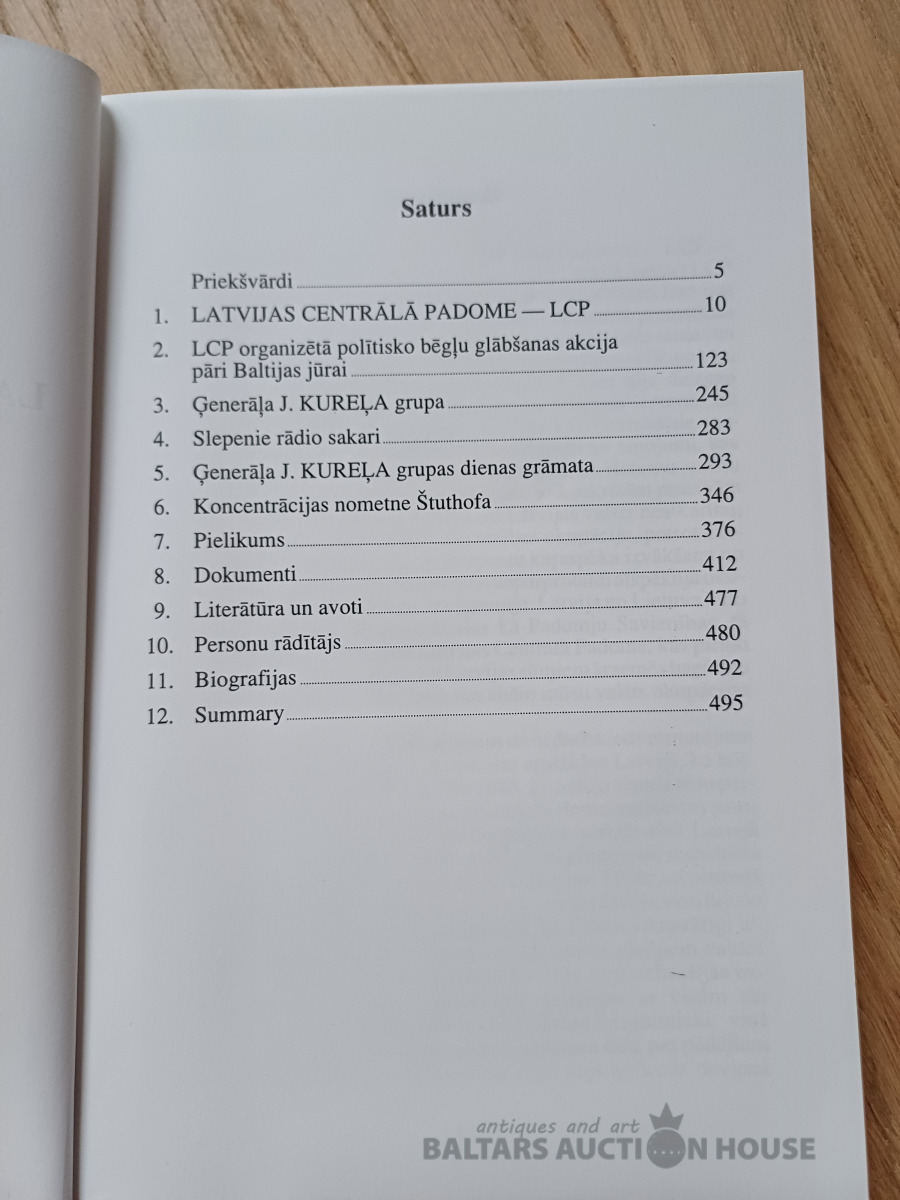 Saturs
Priekšvārdi 5
1. LATVIJAS CENTRĀLĀ PADOME — LCP 10
2. LCP organizētā polītisko bēgļu glābšanas akcija
pāri Baltijas jūrai 123
3. Ģenerāļa J. KUREĻA grupa 245
4. Slepenie rādio sakari 283
5. Ģenerāļa J. KUREĻA grupas dienas grāmata 293
6. Koncentrācijas nometne Štuthofa 346
7. Pielikums 376
8. Dokumenti 412
9. Literātūra un avoti 477
10. Personu rādītājs 480
11. Biografijas 492
12. Summary 495
antiques and art
BALTARS AUCTION HOUSE